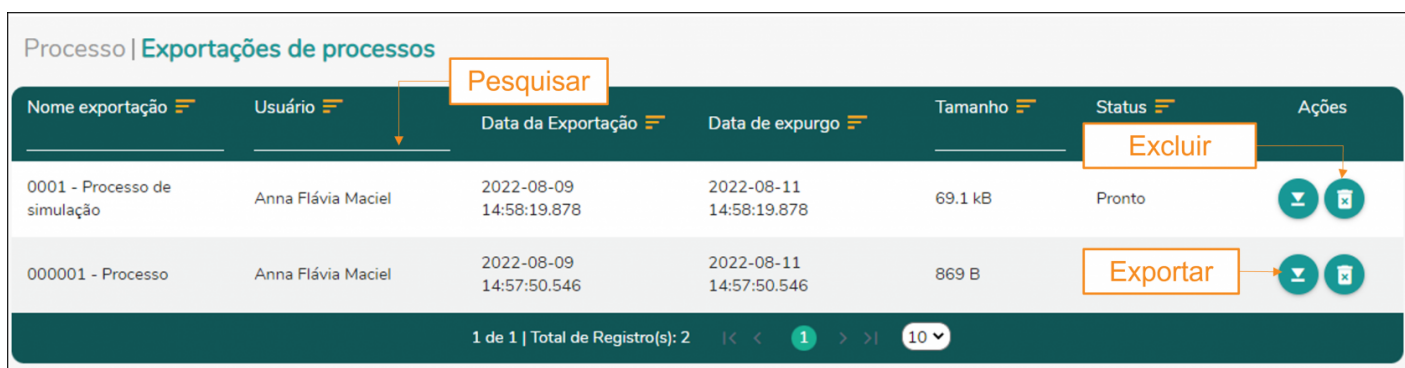 Processo | Exportações de processos
Pesquisar
Nome exportação
Usuário
Data da Exportação
Data de expurgo
Tamanho
Status
Ações
Excluir
0001 - Processo de
simulação
Anna Flávia Maciel
2022-08-09
14:58:19.878
2022-08-11
14:58:19.878
69.1 kB
Pronto
000001 - Processo
Anna Flávia Maciel
2022-08-09
14:57:50.546
2022-08-11
14:57:50.546
869 B
Exportar
1 de 1 | Total de Registro(s): 2
1
10